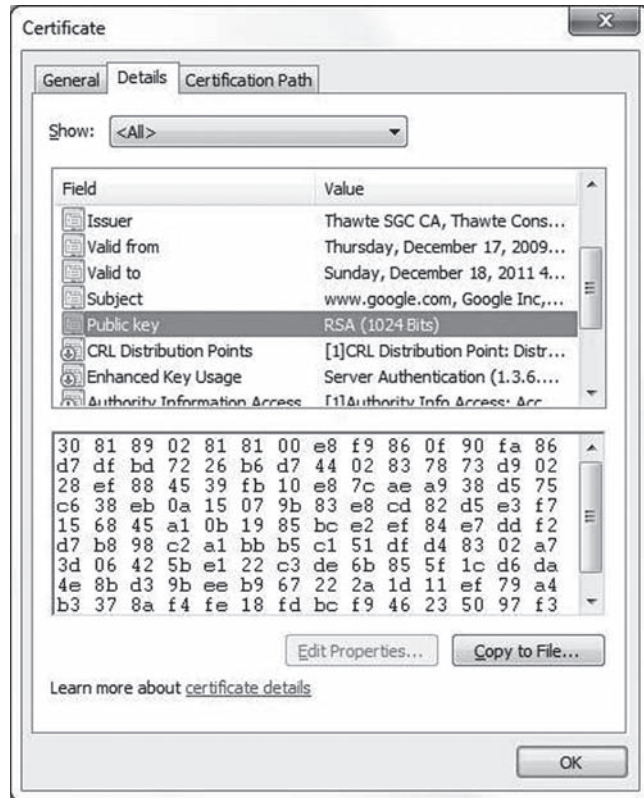 Certificate
General Details Certification Path
Show: <All>
Field Value
Issuer Thawte SGC CA, Thawte Cons...
Valid from Thursday, December 17, 2009...
Valid to Sunday, December 18, 2011 4...
Subject www.google.com, Google Inc,...
Public key RSA (1024 Bits)
CRL Distribution Points [1]CRL Distribution Point: Distr...
Enhanced Key Usage Server Authentication (1.3.6....
Authority Information Access [1]Authority Info Access: Acc
30 81 89 02 81 81 00 e8 f9 86 0f 90 fa 86
d7 df bd 72 26 b6 d7 44 02 83 78 73 d9 02
28 ef 88 45 39 fb 10 e8 7c ae a9 38 d5 75
c6 38 eb 0a 15 07 9b 83 e8 cd 82 d5 e3 f7
15 68 45 a1 0b 19 85 bc e2 ef 84 e7 dd f2
d7 b8 98 c2 a1 bb b5 c1 51 df d4 83 02 a7
3d 06 42 5b e1 22 c3 de 6b 85 5f 1c d6 da
4e 8b d3 9b ee b9 67 22 2a 1d 11 ef 79 a4
b3 37 8a f4 fe 18 fd bc f9 46 23 50 97 f3
Edit Properties... Copy to File...
Learn more about certificate details
OK